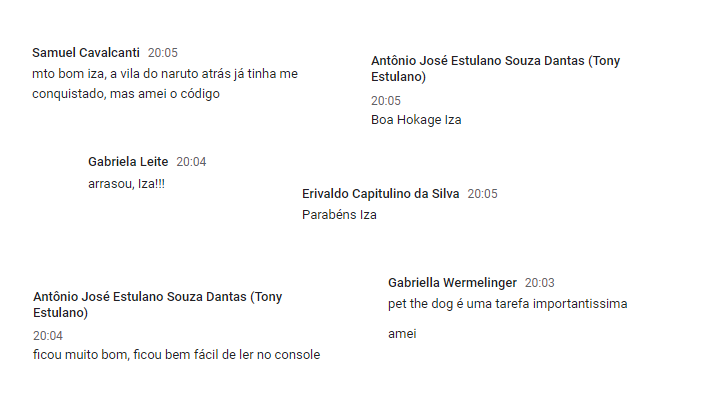 Samuel Cavalcanti 20:05
mto bom iza, a vila do naruto atrás já tinha me
conquistado, mas amei o código
Antônio José Estulano Souza Dantas (Tony
Estulano)
20:05
Boa Hokage Iza
Gabriela Leite 20:04
arrasou, Iza!!!
Erivaldo Capitulino da Silva 20:05
Parabéns Iza
Antônio José Estulano Souza Dantas (Tony
Estulano)
20:04
ficou muito bom, ficou bem fácil de ler no console
Gabriella Wermelinger 20:03
pet the dog é uma tarefa importantissima
amei